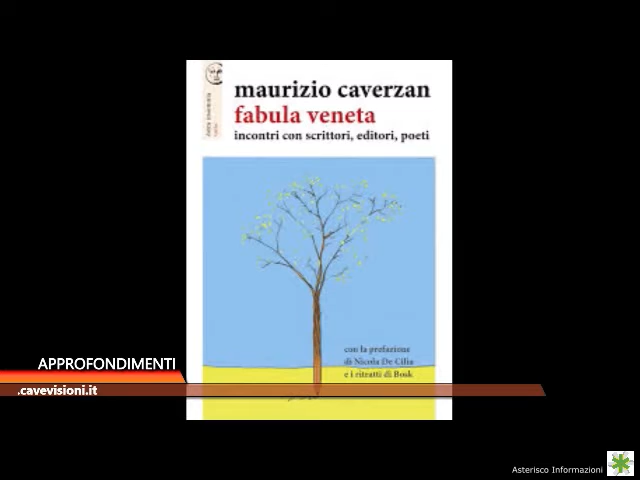 maurizio caverzan
fabula veneta
incontri con scrittori, editori, poeti
con la prefazione
di Nicola De Cilia
e i ritratti di Bosk
APPROFONDIMENTI
.cavevisioni.it
Asterisco Informazioni